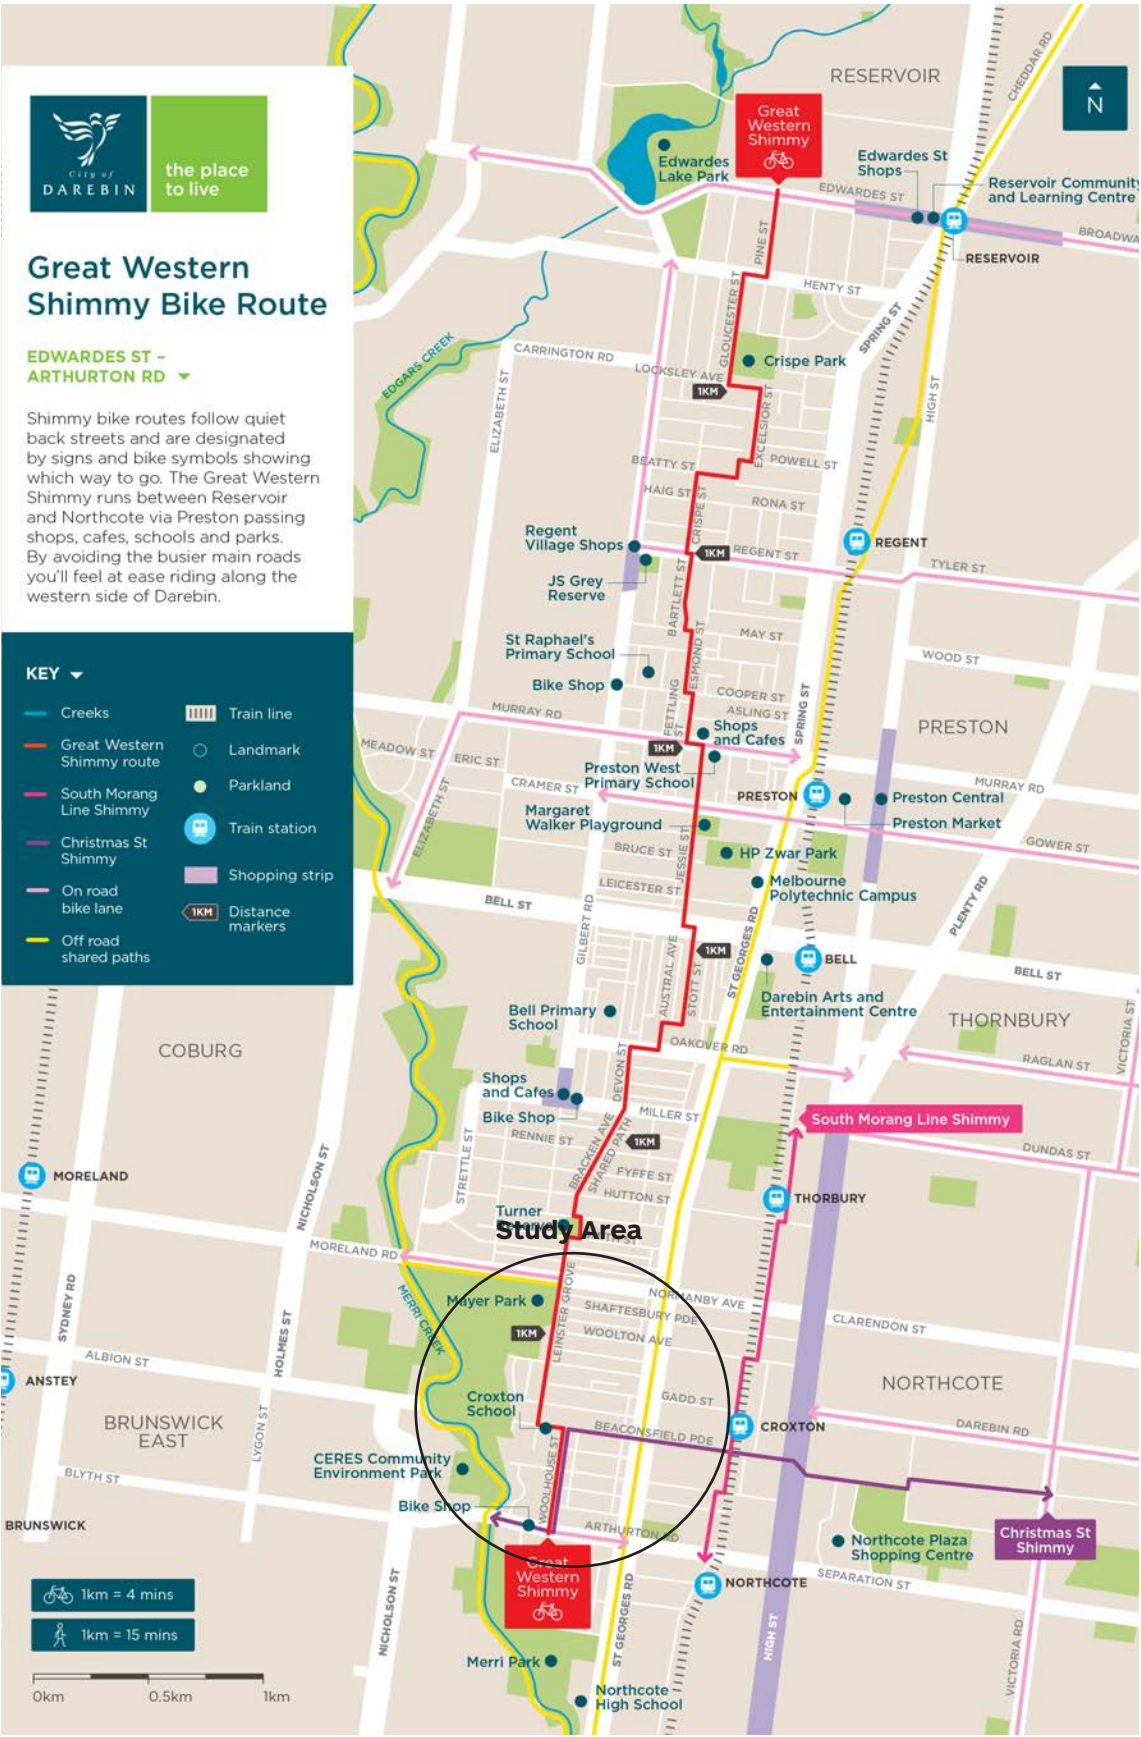 City of
DAREBIN
the place
to live
Great Western
Shimmy Bike Route
EDWARDES ST –
ARTHURTON RD
Shimmy bike routes follow quiet
back streets and are designated
by signs and bike symbols showing
which way to go. The Great Western
Shimmy runs between Reservoir
and Northcote via Preston passing
shops, cafes, schools and parks.
By avoiding the busier main roads
you'll feel at ease riding along the
western side of Darebin.
KEY
Creeks
Great Western
Shimmy route
South Morang
Line Shimmy
Christmas St
Shimmy
On road
bike lane
Off road
shared paths
Train line
Landmark
Parkland
Train station
Shopping strip
1KM
Distance
markers
N
RESERVOIR
CHEDDAR RD
Great
Western
Shimmy
Edwardes
Lake Park
Edwardes St
Shops
Reservoir Community
and Learning Centre
EDWARDES ST
BROADWA
RESERVOIR
PINE ST
HENTY ST
GLOUCESTER ST
SPRING ST
EDGARS CREEK
CARRINGTON RD
LOCKSLEY AVE
Crispe Park
1KM
ELIZABETH ST
EXCELSIOR ST
HIGH ST
BEATTY ST
POWELL ST
HAIG ST
CRISPE ST
RONA ST
Regent
Village Shops
1KM
REGENT ST
REGENT
TYLER ST
JS Grey
Reserve
BARTLETT ST
MAY ST
St Raphael's
Primary School
ESMOND ST
WOOD ST
Bike Shop
COOPER ST
ASLING ST
SPRING ST
FETTLING
ST
MURRAY RD
Shops
and Cafes
PRESTON
MEADOW ST
ERIC ST
1KM
Preston West
Primary School
CRAMER ST
MURRAY RD
PRESTON
Preston Central
Preston Market
Margaret
Walker Playground
ELIZABETH ST
GOWER ST
BRUCE ST
JESSIE ST
HP Zwar Park
LEICESTER ST
Melbourne
Polytechnic Campus
BELL ST
GILBERT RD
ST GEORGES RD
PLENTY RD
AUSTRAL AVE
STOTT ST
1KM
BELL
BELL ST
Darebin Arts and
Entertainment Centre
Bell Primary
School
THORNBURY
VICTORIA ST
COBURG
OAKOVER RD
RAGLAN ST
DEVON ST
Shops
and Cafes
Bike Shop
MILLER ST
South Morang Line Shimmy
RENNIE ST
BRACKEN AVE
SHARED PATH
1KM
DUNDAS ST
STRETTLE ST
NICHOLSON ST
MORELAND
FYFFE ST
HUTTON ST
THORBURY
Turner
Study Area
MORELAND RD
MERRI CREEK
LEINSTER GROVE
NORMANBY AVE
Mayer Park
SHAFTESBURY PDE
CLARENDON ST
1KM
WOOLTON AVE
SYDNEY RD
HOLMES ST
ALBION ST
ANSTEY
Croxton
School
GADD ST
NORTHCOTE
BRUNSWICK
EAST
LYGON ST
BEACONSFIELD PDE
CROXTON
DAREBIN RD
CERES Community
Environment Park
WOOLHOUSE ST
BLYTH ST
Bike Shop
BRUNSWICK
ARTHURTON RD
Northcote Plaza
Shopping Centre
Christmas St
Shimmy
Great
Western
Shimmy
NORTHCOTE
SEPARATION ST
1km = 4 mins
1km = 15 mins
NICHOLSON ST
ST GEORGES RD
HIGH ST
VICTORIA RD
Merri Park
Northcote
High School
0km
0.5km
1km